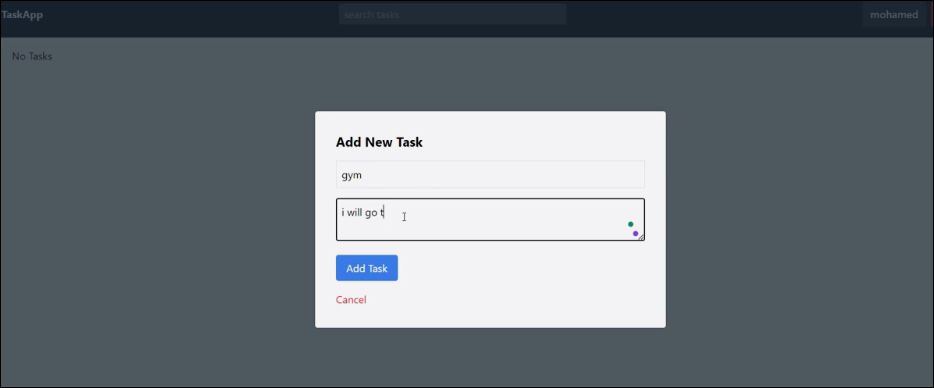 TaskApp
search tasks
mohamed
No Tasks
Add New Task
gym
i will go t
Add Task
Cancel